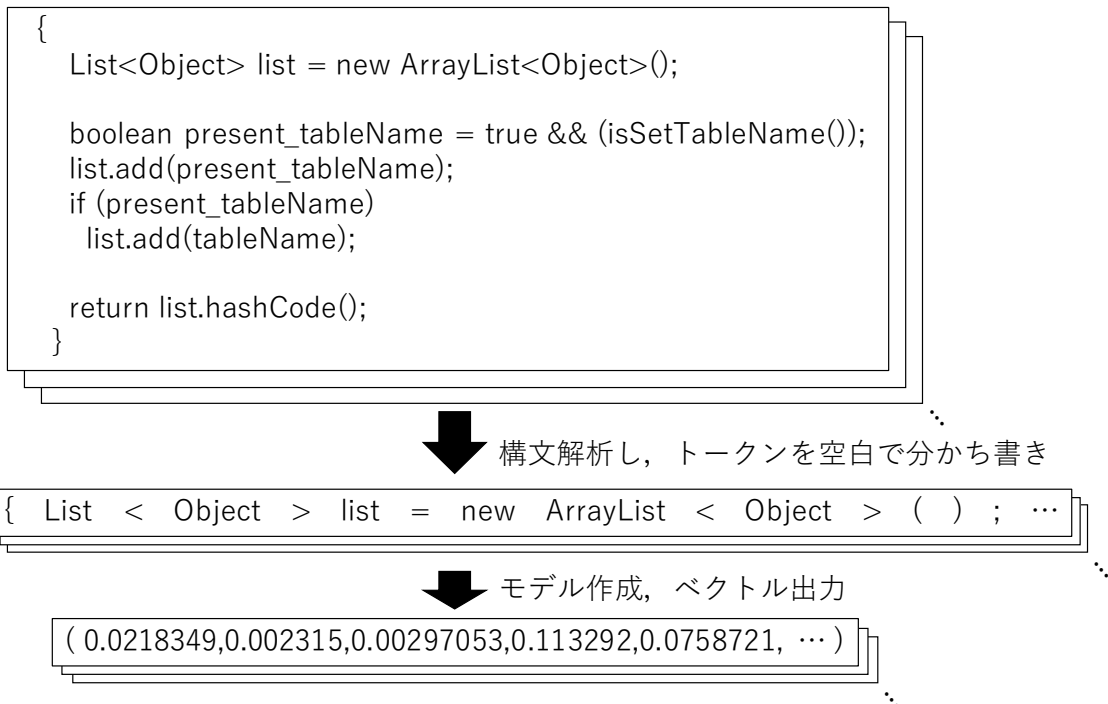 {
List<Object> list = new ArrayList<Object>();
boolean present_tableName = true && (isSetTableName());
list.add(present_tableName);
if (present_tableName)
list.add(tableName);
return list.hashCode();
}
構文解析し，トークンを空白で分かち書き
{ List < Object > list = new ArrayList < Object > ( ) ; …
モデル作成，ベクトル出力
( 0.0218349,0.002315,0.00297053,0.113292,0.0758721, … )